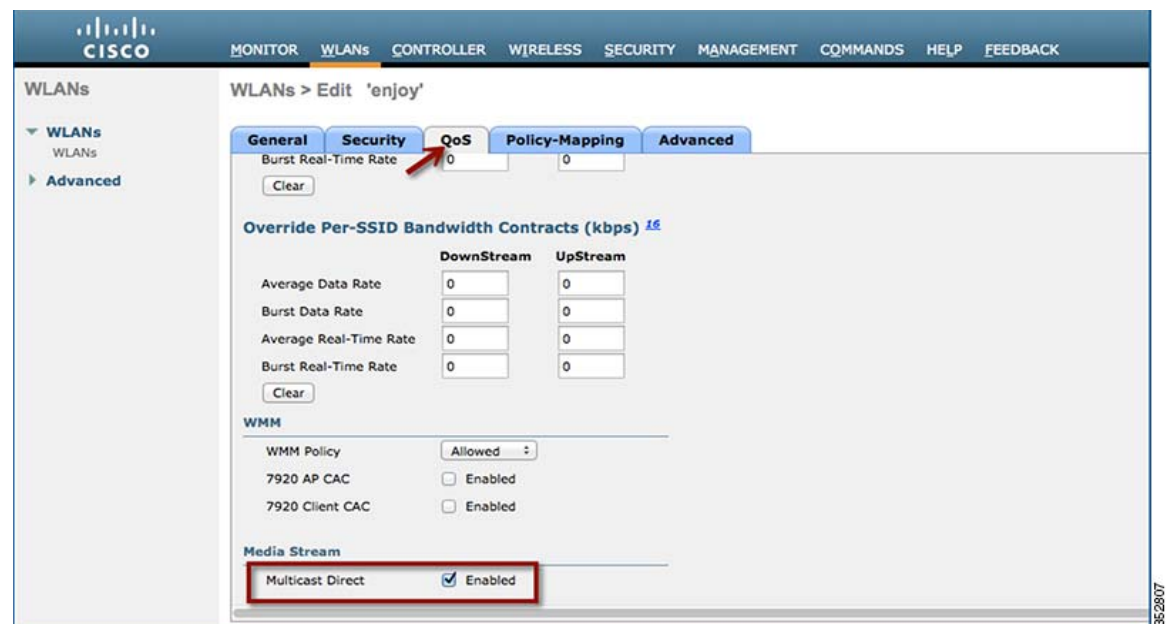 CISCO
MONITOR WLANs CONTROLLER WIRELESS SECURITY MANAGEMENT COMMANDS HELP FEEDBACK
WLANs
WLANs
WLANs
Advanced
WLANs > Edit 'enjoy'
General Security QoS Policy-Mapping Advanced
Burst Real-Time Rate 0 0
Clear
Override Per-SSID Bandwidth Contracts (kbps) 16
DownStream UpStream
Average Data Rate 0 0
Burst Data Rate 0 0
Average Real-Time Rate 0 0
Burst Real-Time Rate 0 0
Clear
WMM
WMM Policy Allowed
7920 AP CAC Enabled
7920 Client CAC Enabled
Media Stream
Multicast Direct Enabled
352807